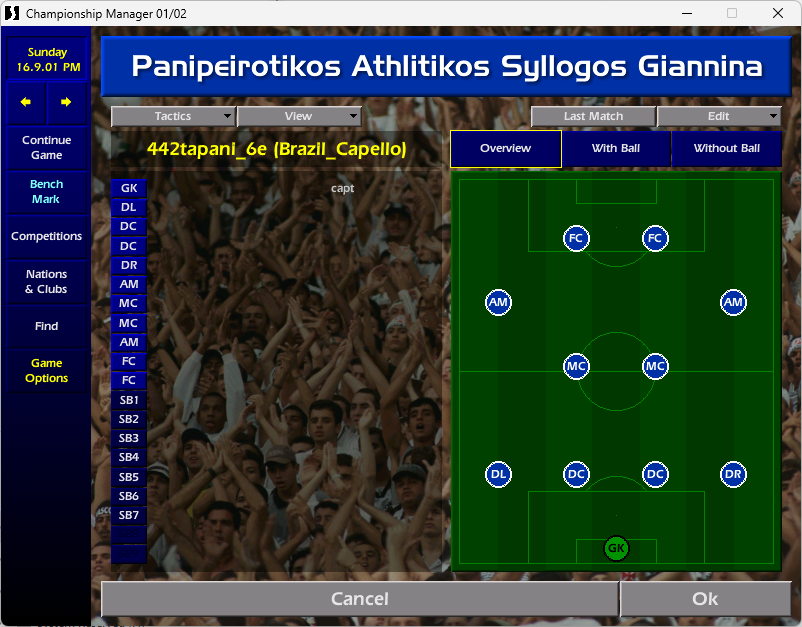 Championship Manager 01/02
Sunday
16.9.01 PM
Continue
Game
Bench
Mark
Competitions
Nations
& Clubs
Find
Game
Options
Panipeirotikos Athlitikos Syllogos Giannina
Tactics
View
Last Match
Edit
442tapani_6e (Brazil_Capello)
Overview
With Ball
Without Ball
GK capt
DL
DC
DC
DR
AM
MC
MC
AM
FC
FC
SB1
SB2
SB3
SB4
SB5
SB6
SB7
FC FC
AM AM
MC MC
DL DC DC DR
GK
Cancel
Ok